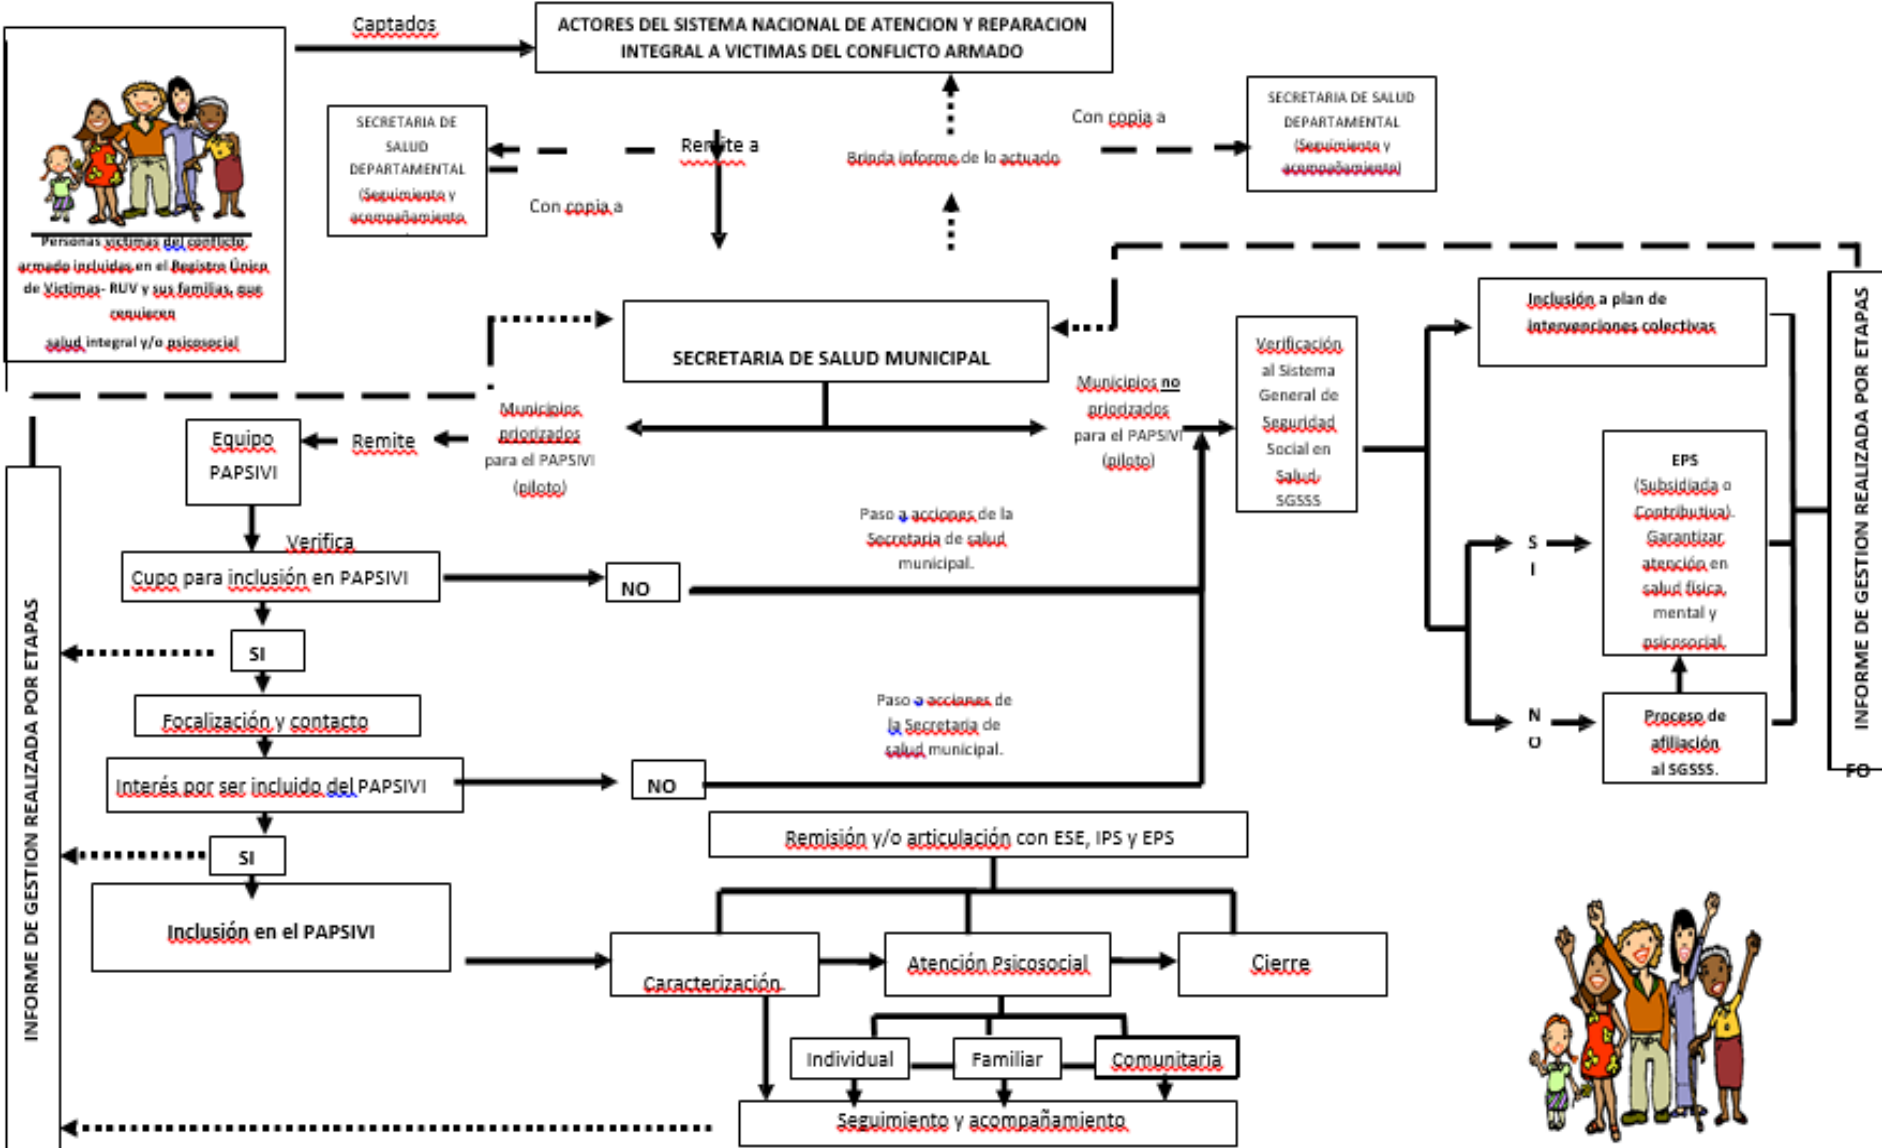 Captados
ACTORES DEL SISTEMA NACIONAL DE ATENCION Y REPARACION
INTEGRAL A VICTIMAS DEL CONFLICTO ARMADO
SECRETARIA DE
SALUD
DEPARTAMENTAL
(Seguimiento y
acompañamiento
Remite a
Con copia a
Brinda informe de lo actuado
Con copia a
SECRETARIA DE SALUD
DEPARTAMENTAL
(Seguimiento y
acompañamiento)
Personas victimas del conflicto
armado incluidas en el Registro Único
de Victimas- RUV y sus familias, que
requieren
salud integral y/o psicosocial
SECRETARIA DE SALUD MUNICIPAL
Municipios
priorizados
para el PAPSIVI
(piloto)
Remite
Equipo
PAPSIVI
Municipios no
priorizados
para el PAPSIVI
(piloto)
Verificación
al Sistema
General de
Seguridad
Social en
Salud,
SGSSS
Inclusión a plan de
intervenciones colectivas
EPS
(Subsidiada o
Contributiva).
Garantizar
atención en
salud física,
mental y
psicosocial.
S
I
N
O
Proceso de
afiliación
al SGSSS.
INFORME DE GESTION REALIZADA POR ETAPAS
FO
Verifica
Cupo para inclusión en PAPSIVI
NO
Paso a acciones de la
Secretaria de salud
municipal.
SI
Focalización y contacto
Interés por ser incluido del PAPSIVI
NO
Paso a acciones de
la Secretaria de
salud municipal.
SI
Inclusión en el PAPSIVI
INFORME DE GESTION REALIZADA POR ETAPAS
Remisión y/o articulación con ESE, IPS y EPS
Caracterización.
Atención Psicosocial
Cierre
Individual
Familiar
Comunitaria
Seguimiento y acompañamiento